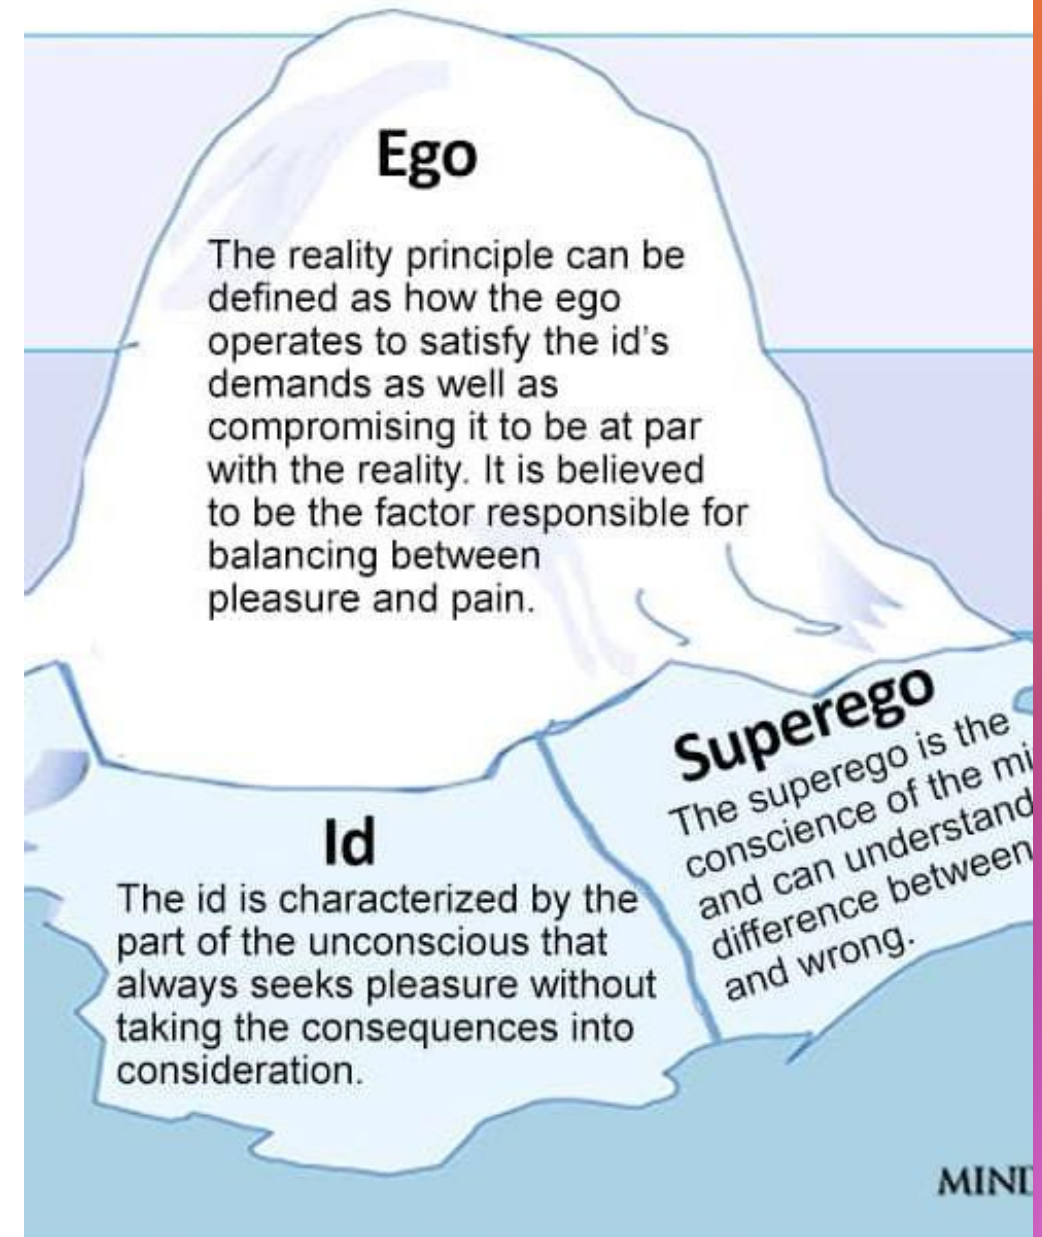 Ego
The reality principle can be
defined as how the ego
operates to satisfy the id's
demands as well as
compromising it to be at par
with the reality. It is believed
to be the factor responsible for
balancing between
pleasure and pain.
Superego
The superego is the
conscience of the
and can understand
difference between
and wrong.
Id
The id is characterized by the
part of the unconscious that
always seeks pleasure without
taking the consequences into
consideration.